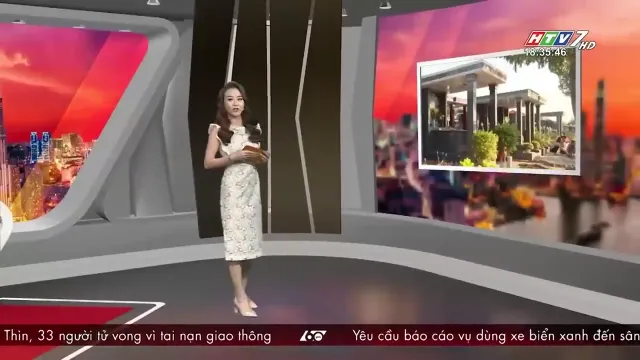 HTV7 HD
18:35:46
Thìn, 33 người tử vong vì tai nạn giao thông 60 Yêu cầu báo cáo vụ dùng xe biển xanh đến sân